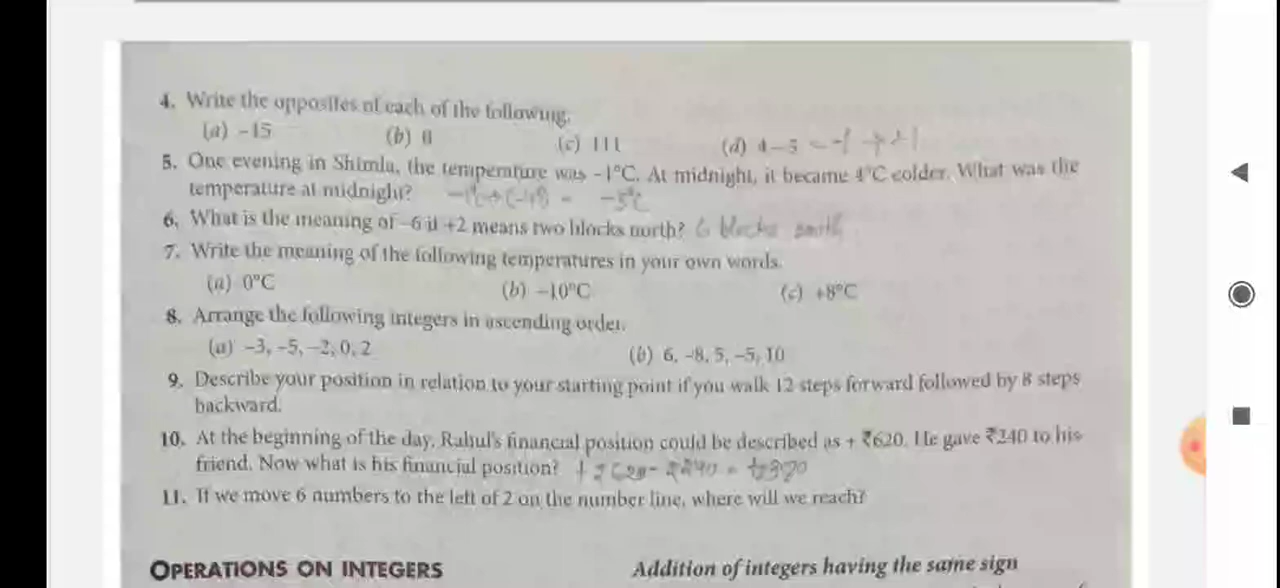 4. Write the opposites of each of the following.
(a) -15 (b) 0 (c) 111 (d) 4-5 = -1 → +1
5. One evening in Shimla, the temperature was -1°C. At midnight, it became 4°C colder. What was the
temperature at midnight? = -5°C
6. What is the meaning of -6 if +2 means two blocks north? 6 blocks south
7. Write the meaning of the following temperatures in your own words.
(a) 0°C (b) -10°C (c) +8°C
8. Arrange the following integers in ascending order.
(a) -3, -5, -2, 0, 2 (b) 6, -8, 5, -5, 10
9. Describe your position in relation to your starting point if you walk 12 steps forward followed by 8 steps
backward.
10. At the beginning of the day, Rahul's financial position could be described as + ₹620. He gave ₹240 to his
friend. Now what is his financial position? +₹620 - ₹240 =
11. If we move 6 numbers to the left of 2 on the number line, where will we reach?
OPERATIONS ON INTEGERS Addition of integers having the same sign